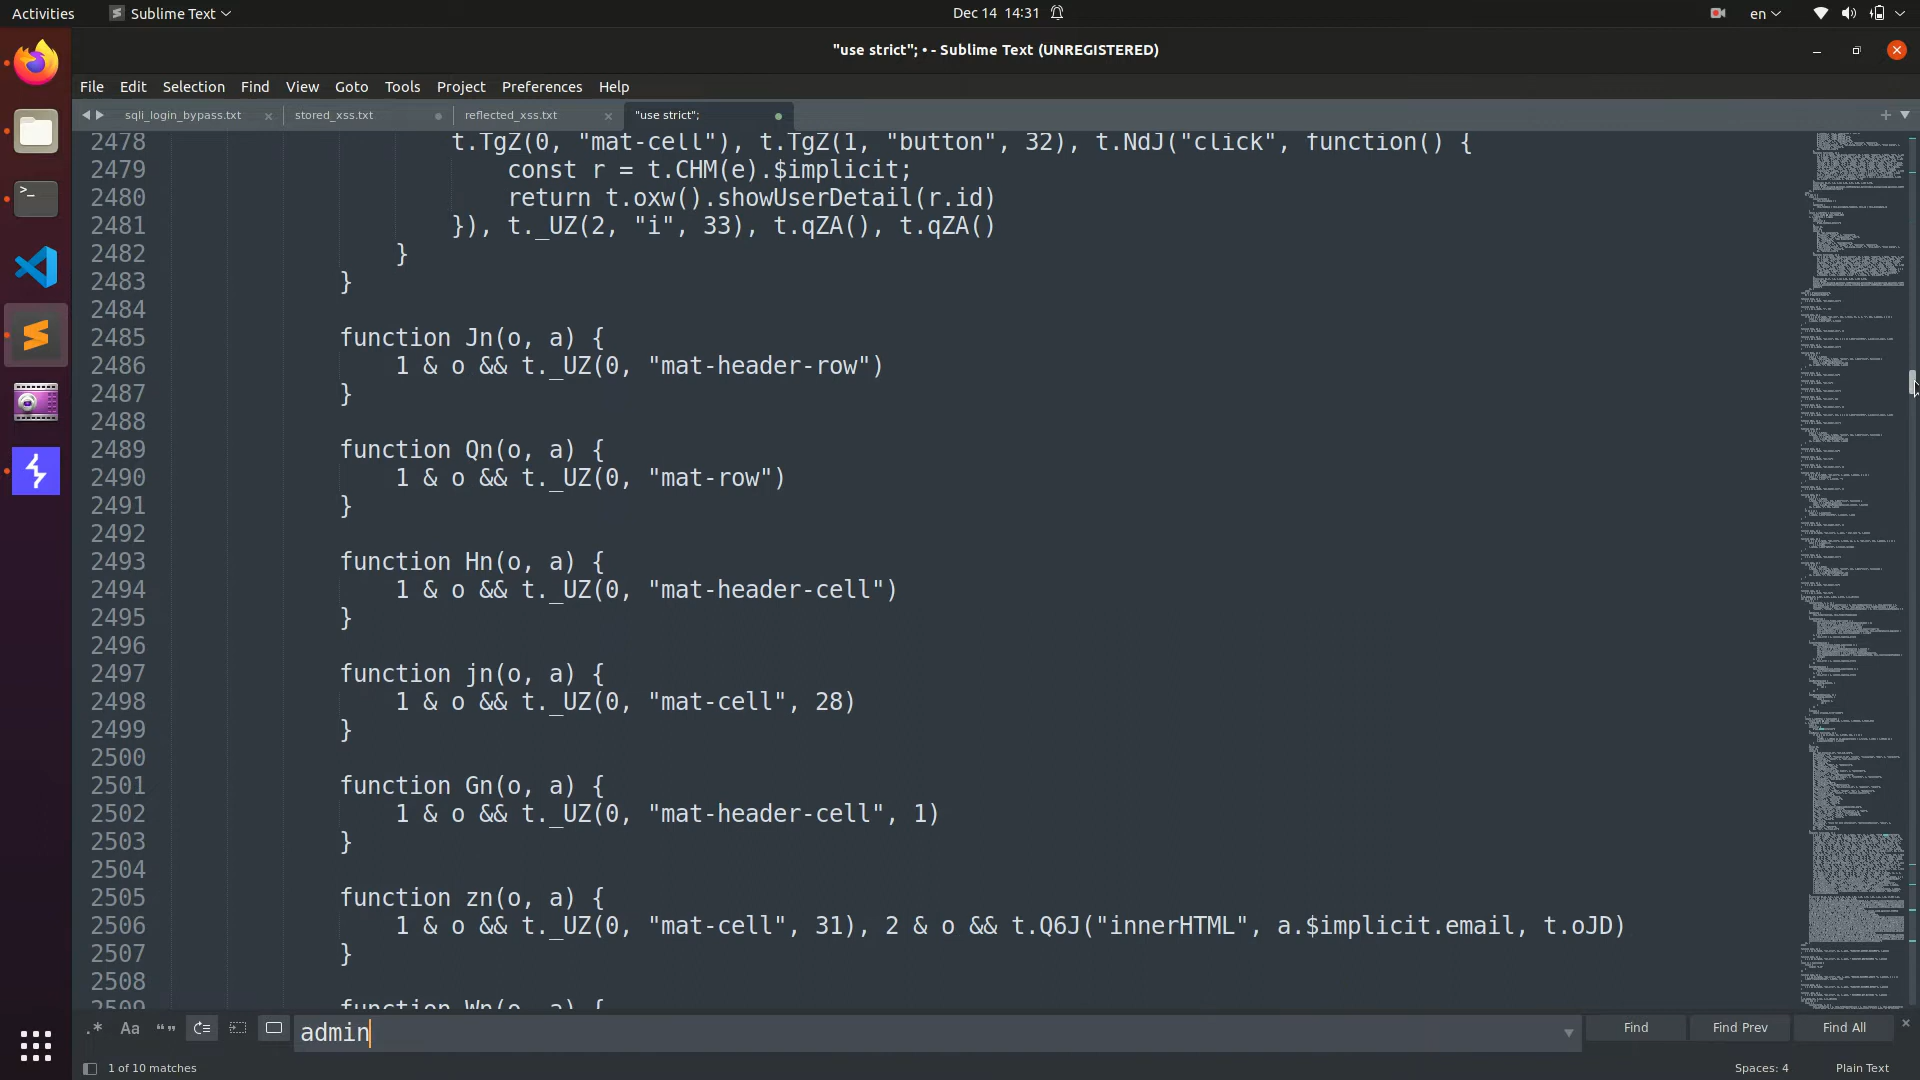 Activities
Sublime Text
Dec 14 14:31
en
"use strict"; • - Sublime Text (UNREGISTERED)
File Edit Selection Find View Goto Tools Project Preferences Help
sqli_login_bypass.txt
stored_xss.txt
reflected_xss.txt
"use strict";
2478 t.TgZ(0, "mat-cell"), t.TgZ(1, "button", 32), t.NdJ("click", function() {
2479 const r = t.CHM(e).$implicit;
2480 return t.oxw().showUserDetail(r.id)
2481 }), t._UZ(2, "i", 33), t.qZA(), t.qZA()
2482 }
2483 }
2484
2485 function Jn(o, a) {
2486 1 & o && t._UZ(0, "mat-header-row")
2487 }
2488
2489 function Qn(o, a) {
2490 1 & o && t._UZ(0, "mat-row")
2491 }
2492
2493 function Hn(o, a) {
2494 1 & o && t._UZ(0, "mat-header-cell")
2495 }
2496
2497 function jn(o, a) {
2498 1 & o && t._UZ(0, "mat-cell", 28)
2499 }
2500
2501 function Gn(o, a) {
2502 1 & o && t._UZ(0, "mat-header-cell", 1)
2503 }
2504
2505 function zn(o, a) {
2506 1 & o && t._UZ(0, "mat-cell", 31), 2 & o && t.Q6J("innerHTML", a.$implicit.email, t.oJD)
2507 }
2508
2509 function Wn(o, a) {
.* Aa “” admin Find Find Prev Find All
1 of 10 matches
Spaces: 4
Plain Text